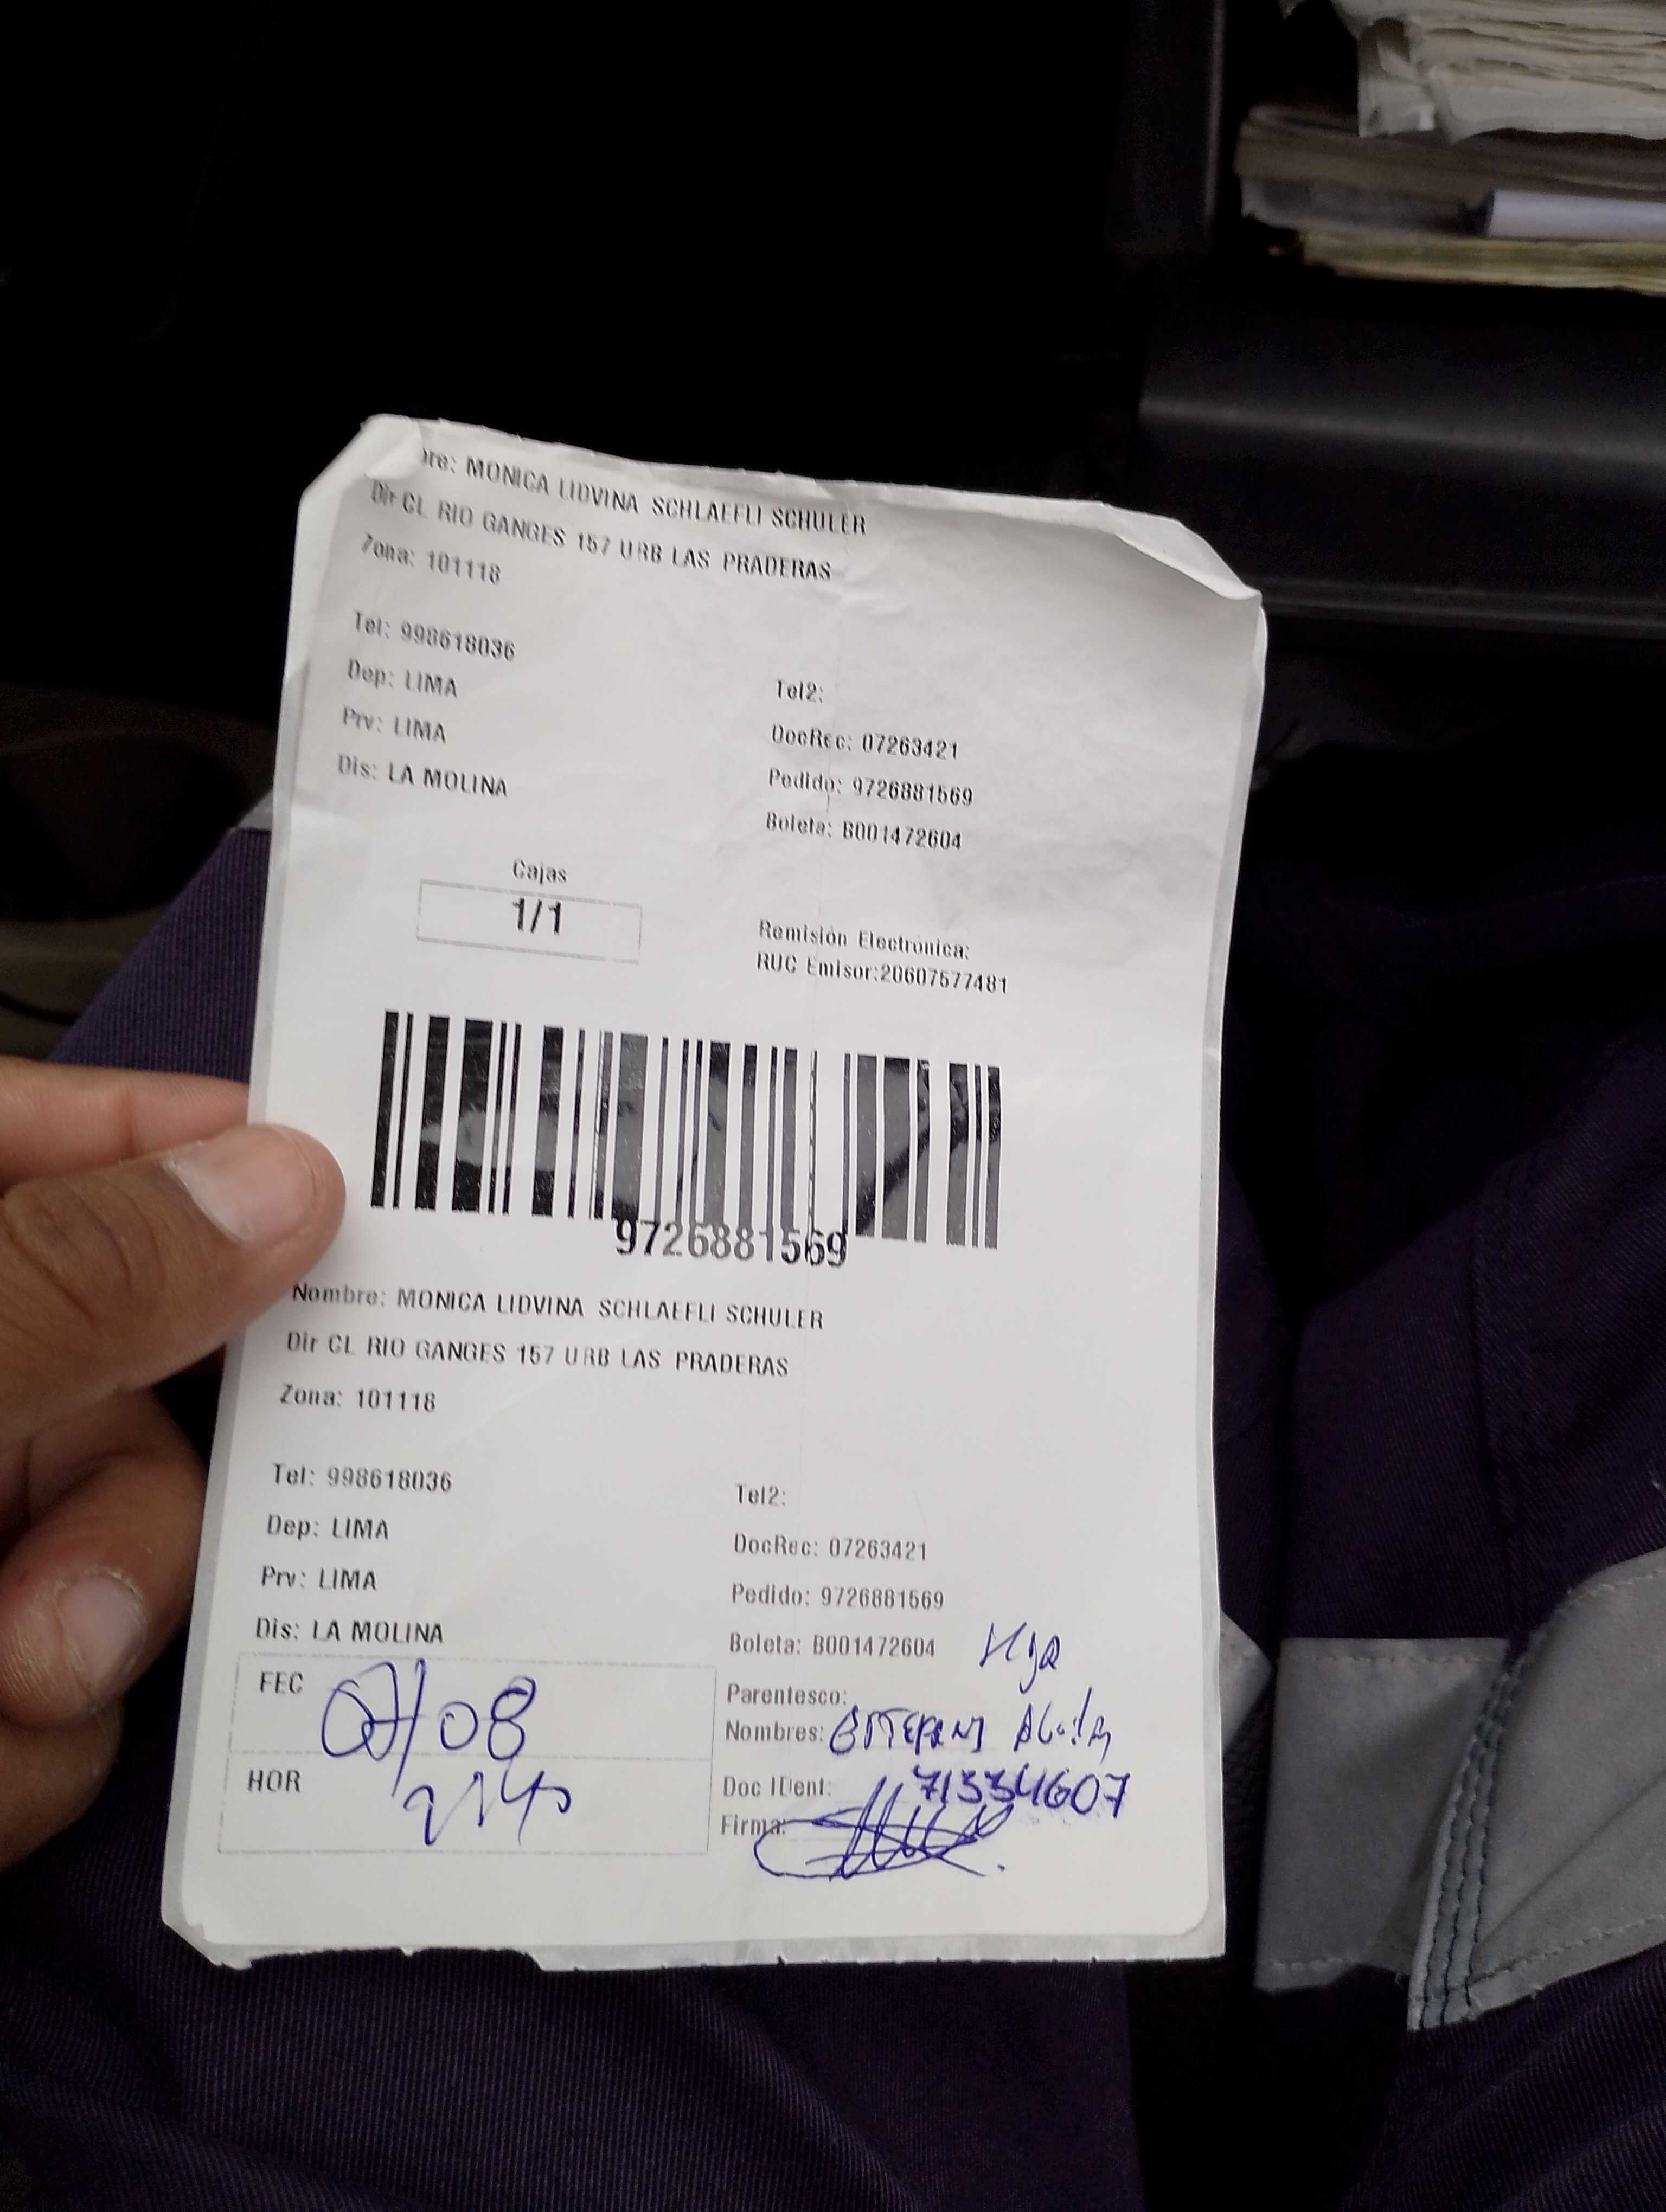 re: MONICA LIDVINA SCHLAEFLI SCHULER
Dir CL RIO GANGES 157 URB LAS PRADERAS
Zona: 101118
Tel: 998618036
Tel2:
Dep: LIMA
DocRec: 07263421
Prv: LIMA
Pedido: 9726881569
Dis: LA MOLINA
Boleta: B001472604
Cajas
1/1
Remisión Electrónica:
RUC Emisor:20607577481
9726881569
Nombre: MONICA LIDVINA SCHLAEFLI SCHULER
Dir CL RIO GANGES 157 URB LAS PRADERAS
Zona: 101118
Tel: 998618036
Tel2:
Dep: LIMA
DocRec: 07263421
Prv: LIMA
Pedido: 9726881569
Dis: LA MOLINA
Boleta: B001472604
Hija
FEC 07/08
Parentesco:
Nombres:
HOR
Doc IDent: 71334607
Firma: